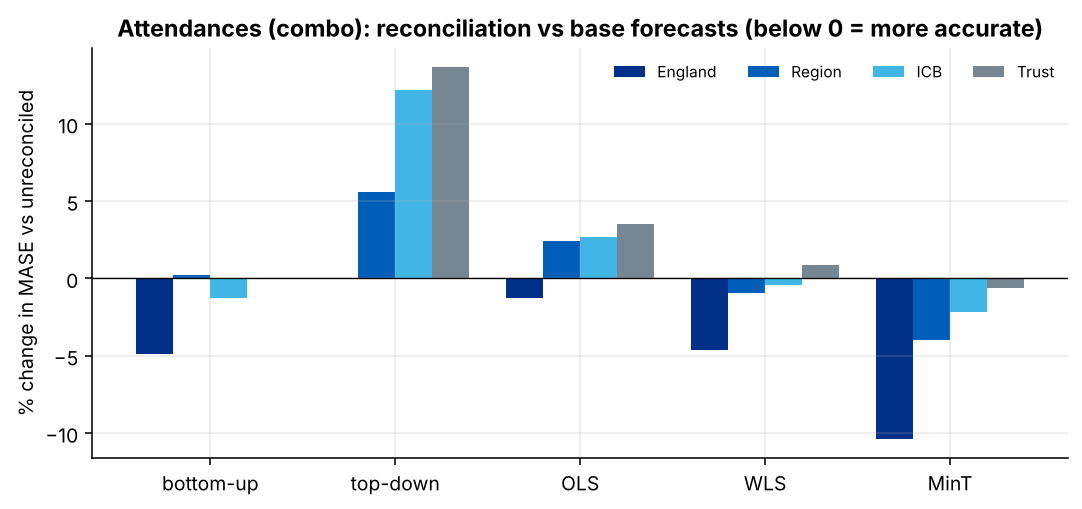 Attendances (combo): reconciliation vs base forecasts (below 0 = more accurate)
England Region ICB Trust
% change in MASE vs unreconciled
10
5
0
−5
−10
bottom-up top-down OLS WLS MinT